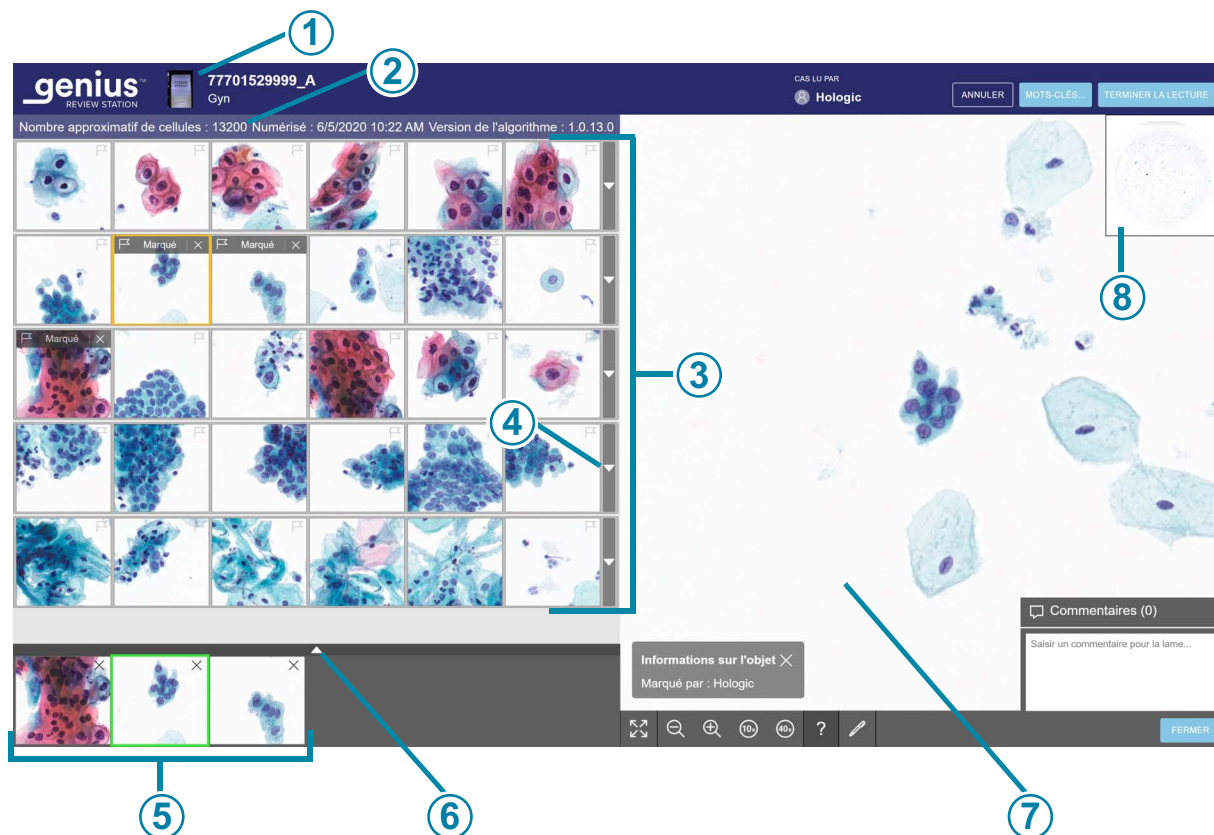 1
2
genius™
REVIEW STATION
77701529999_A
Gyn
CAS LU PAR
Hologic
ANNULER
MOTS-CLÉS...
TERMINER LA LECTURE
Nombre approximatif de cellules : 13200 Numérisé : 6/5/2020 10:22 AM Version de l'algorithme : 1.0.13.0
Marqué
Marqué
8
Marqué
3
4
Commentaires (0)
Saisir un commentaire pour la lame...
Informations sur l'objet
Marqué par : Hologic
10x
40x
?
FERMER
5
6
7